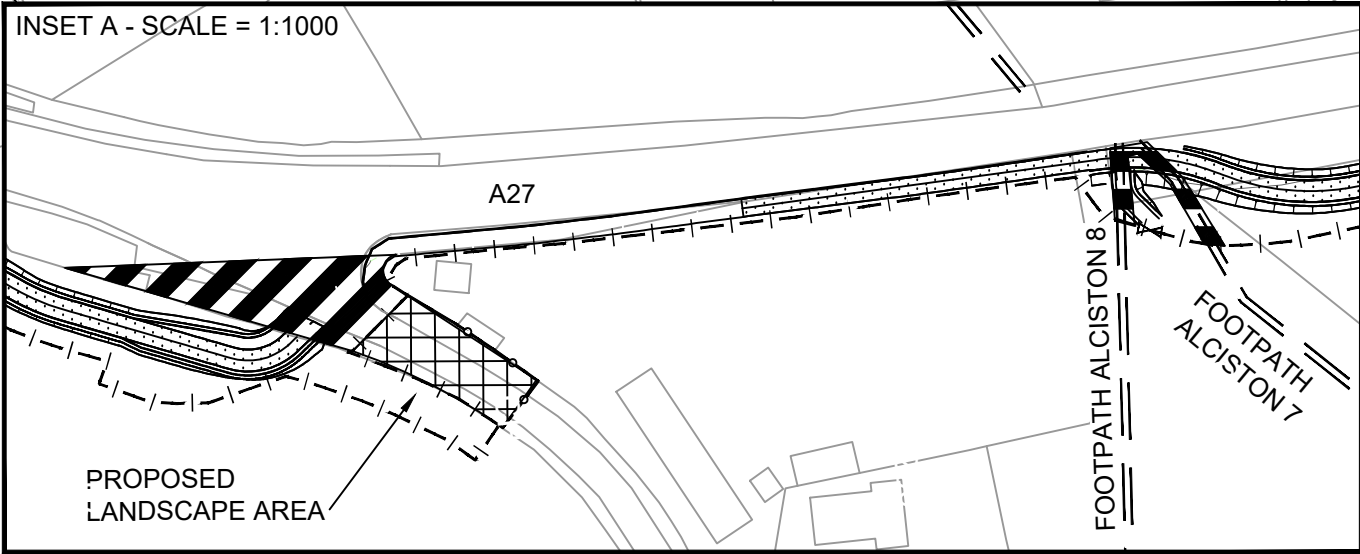 INSET A - SCALE = 1:1000
A27
FOOTPATH ALCISTON 8
FOOTPATH
ALCISTON 7
PROPOSED
LANDSCAPE AREA